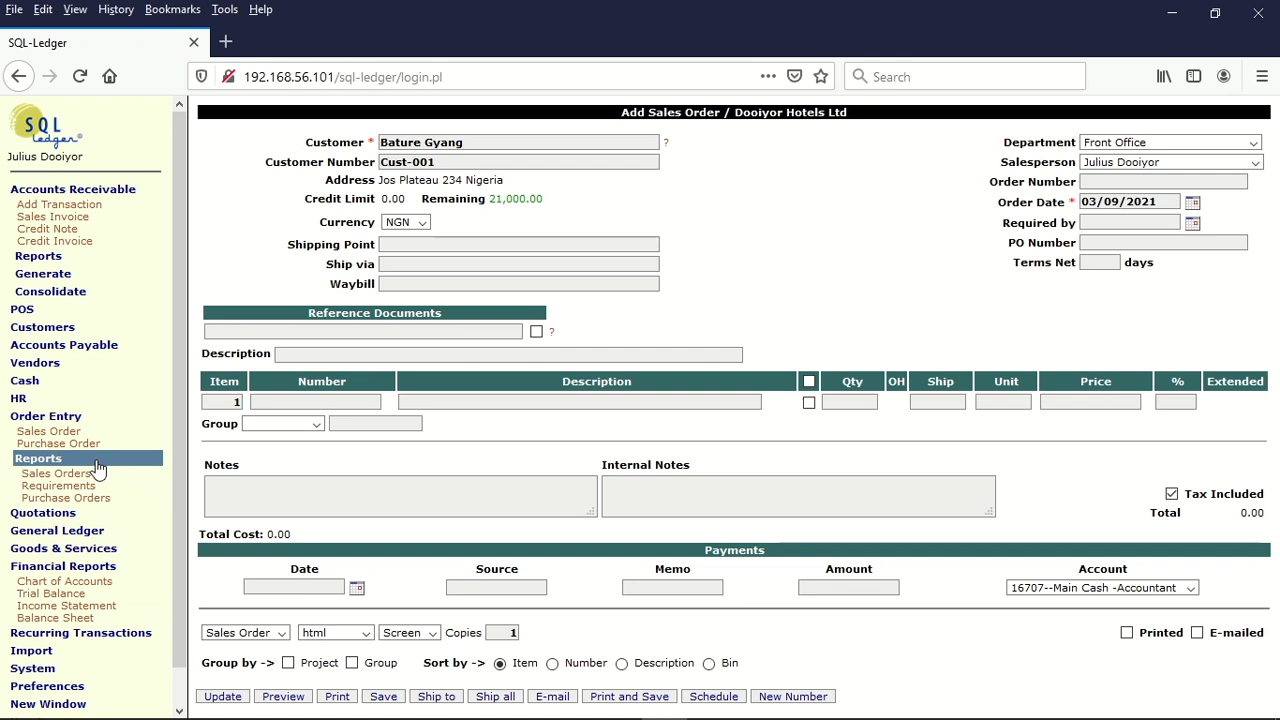 File Edit View History Bookmarks Tools Help
SQL-Ledger
192.168.56.101/sql-ledger/login.pl
Search
SQL
Ledger®
Julius Dooiyor
Accounts Receivable
Add Transaction
Sales Invoice
Credit Note
Credit Invoice
Reports
Generate
Consolidate
POS
Customers
Accounts Payable
Vendors
Cash
HR
Order Entry
Sales Order
Purchase Order
Reports
Sales Orders
Requirements
Purchase Orders
Quotations
General Ledger
Goods & Services
Financial Reports
Chart of Accounts
Trial Balance
Income Statement
Balance Sheet
Recurring Transactions
Import
System
Preferences
New Window
Add Sales Order / Dooiyor Hotels Ltd
Customer * Bature Gyang ?
Customer Number Cust-001
Address Jos Plateau 234 Nigeria
Credit Limit 0.00 Remaining 21,000.00
Currency NGN
Shipping Point
Ship via
Waybill
Department Front Office
Salesperson Julius Dooiyor
Order Number
Order Date * 03/09/2021
Required by
PO Number
Terms Net days
Reference Documents
?
Description
Item Number Description Qty OH Ship Unit Price % Extended
1
Group
Notes Internal Notes
Tax Included
Total 0.00
Total Cost: 0.00
Payments
Date Source Memo Amount Account
16707--Main Cash -Accountant
Sales Order html Screen Copies 1 Printed E-mailed
Group by -> Project Group Sort by -> Item Number Description Bin
Update Preview Print Save Ship to Ship all E-mail Print and Save Schedule New Number